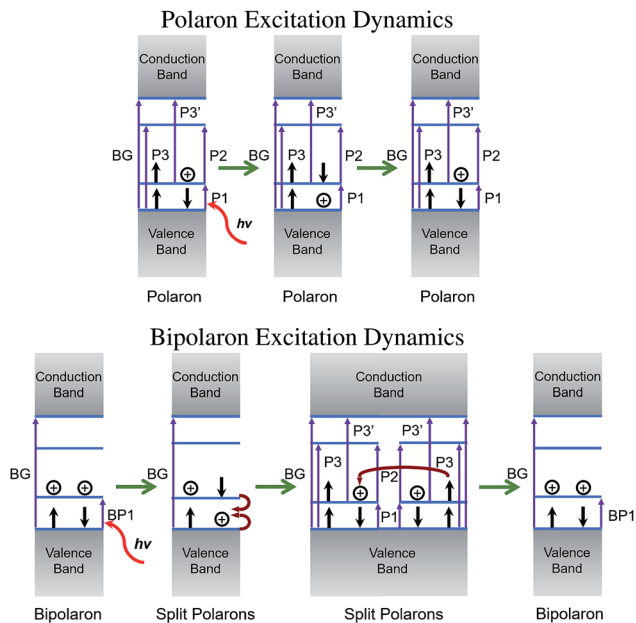 Polaron Excitation Dynamics
Conduction Band
Conduction Band
Conduction Band
P3'
P3'
P3'
BG
P3
P2
BG
P3
P2
BG
P3
P2
P1
P1
P1
hv
Valence Band
Valence Band
Valence Band
Polaron
Polaron
Polaron
Bipolaron Excitation Dynamics
Conduction Band
Conduction Band
Conduction Band
Conduction Band
P3'
P3'
BG
BG
BG
P3
P2
P3
BG
BP1
P1
BP1
hv
Valence Band
Valence Band
Valence Band
Valence Band
Bipolaron
Split Polarons
Split Polarons
Bipolaron